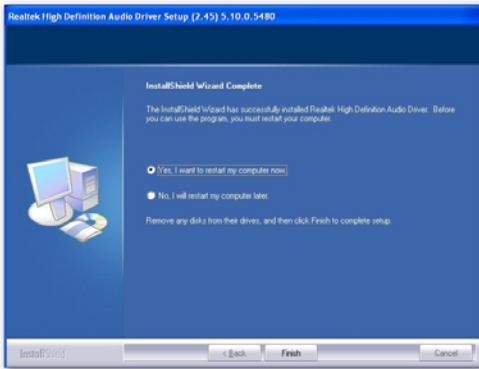 Realtek High Definition Audio Driver Setup (2.45) 5.10.0.5480
InstallShield Wizard Complete
The InstallShield Wizard has successfully installed Realtek High Definition Audio Driver. Before
you can use the program, you must restart your computer.
Yes, I want to restart my computer now.
No, I will restart my computer later.
Remove any disks from their drives, and then click Finish to complete setup.
InstallShield
< Back
Finish
Cancel